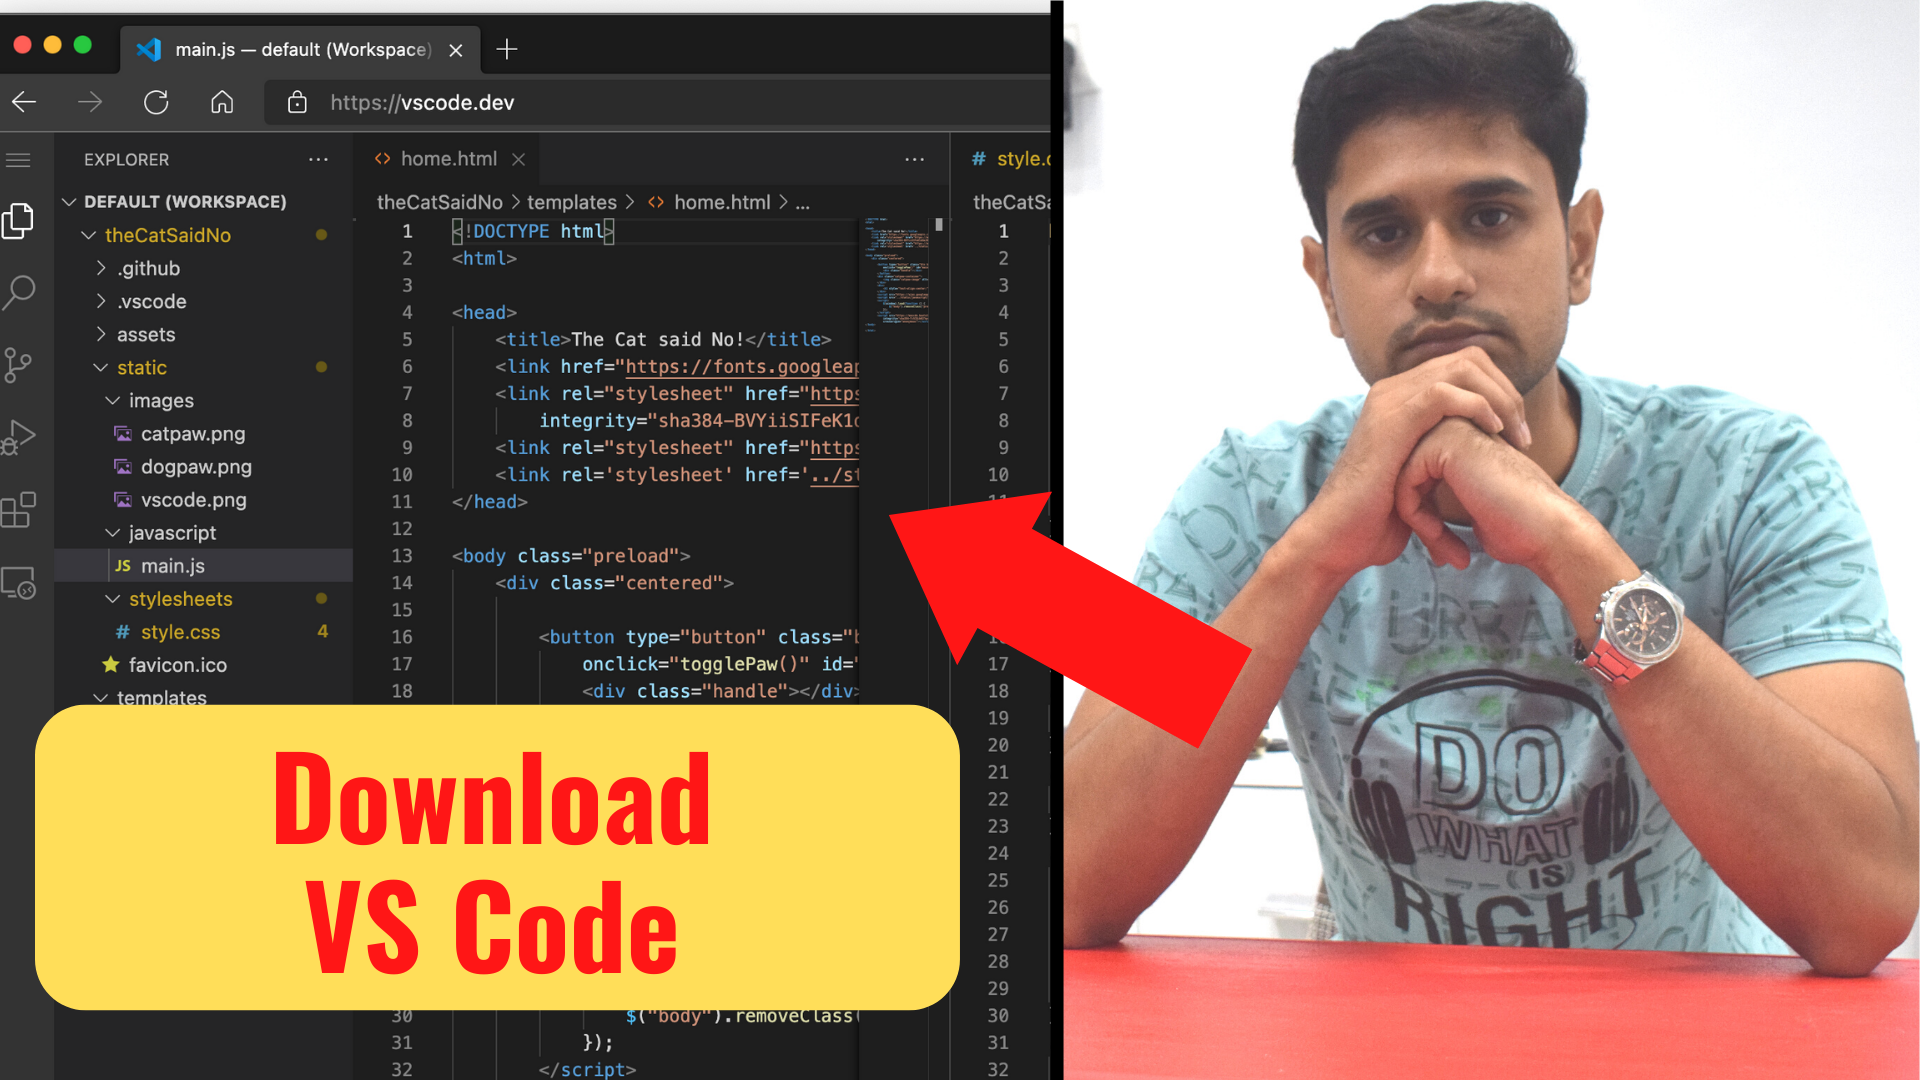 main.js — default (Workspace)
https://vscode.dev
EXPLORER
DEFAULT (WORKSPACE)
theCatSaidNo
.github
.vscode
assets
static
images
catpaw.png
dogpaw.png
vscode.png
javascript
JS main.js
stylesheets
# style.css 4
favicon.ico
templates
<> home.html
theCatSaidNo > templates > <> home.html > ...
1 <!DOCTYPE html>
2 <html>
3
4 <head>
5 <title>The Cat said No!</title>
6 <link href="https://fonts.googleap
7 <link rel="stylesheet" href="https
8 integrity="sha384-BVYiiSIFeK1
9 <link rel="stylesheet" href="https
10 <link rel='stylesheet' href='../st
11 </head>
12
13 <body class="preload">
14 <div class="centered">
15
16 <button type="button" class="b
17 onclick="togglePaw()" id="
18 <div class="handle"></div>
30 $("body").removeClass(
31 });
32 </script>
# style.c
theCatSa
1
2
3
4
5
6
7
8
9
10
17
18
19
20
21
22
23
24
25
26
27
28
29
30
31
32
Download
VS Code
URBAN
DO
WHAT
IS
RIGHT